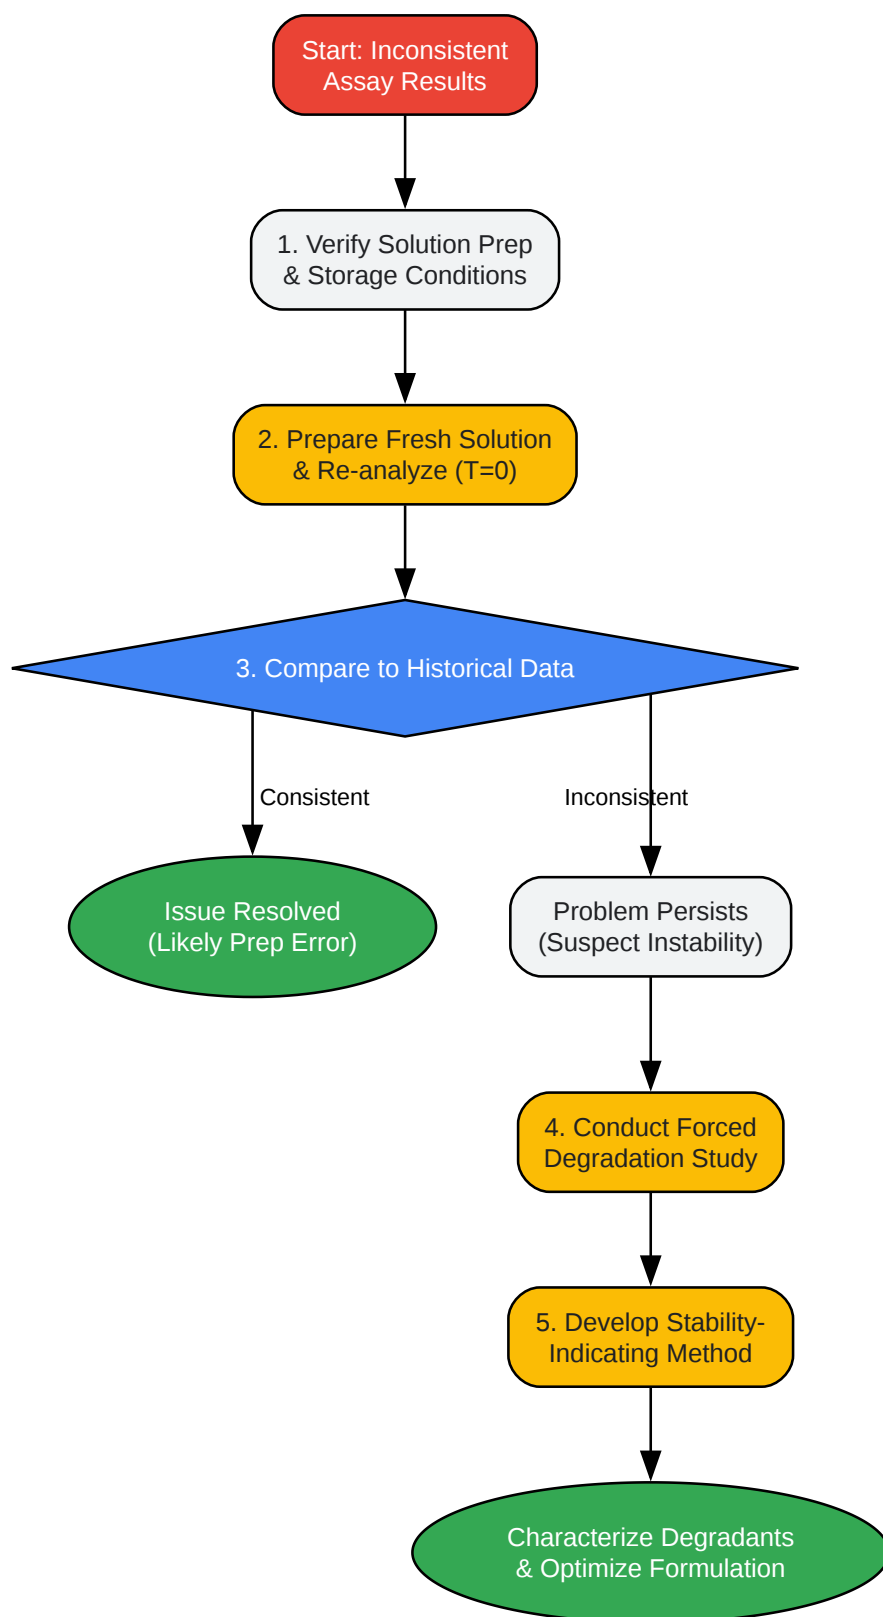 Start: Inconsistent
Assay Results
1. Verify Solution Prep
& Storage Conditions
2. Prepare Fresh Solution
& Re-analyze (T=0)
3. Compare to Historical Data
Consistent
Inconsistent
Issue Resolved
(Likely Prep Error)
Problem Persists
(Suspect Instability)
4. Conduct Forced
Degradation Study
5. Develop Stability-
Indicating Method
Characterize Degradants
& Optimize Formulation